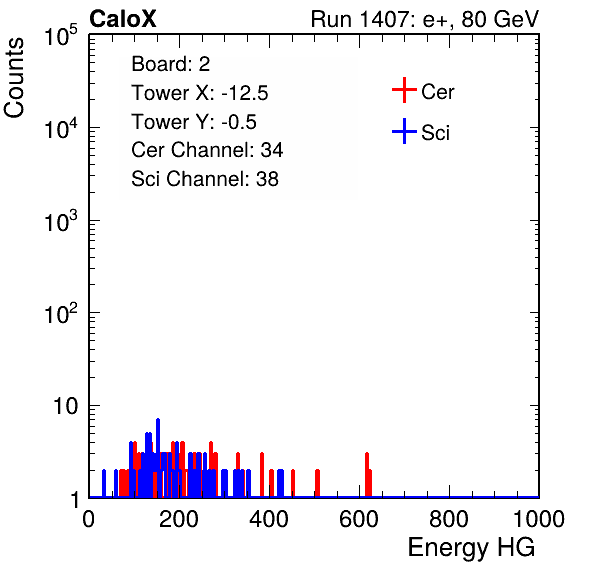 CaloX Run 1407: e+, 80 GeV
Counts
10^5
10^4
10^3
10^2
10
1
Board: 2
Tower X: -12.5
Tower Y: -0.5
Cer Channel: 34
Sci Channel: 38
Cer
Sci
0 200 400 600 800 1000
Energy HG